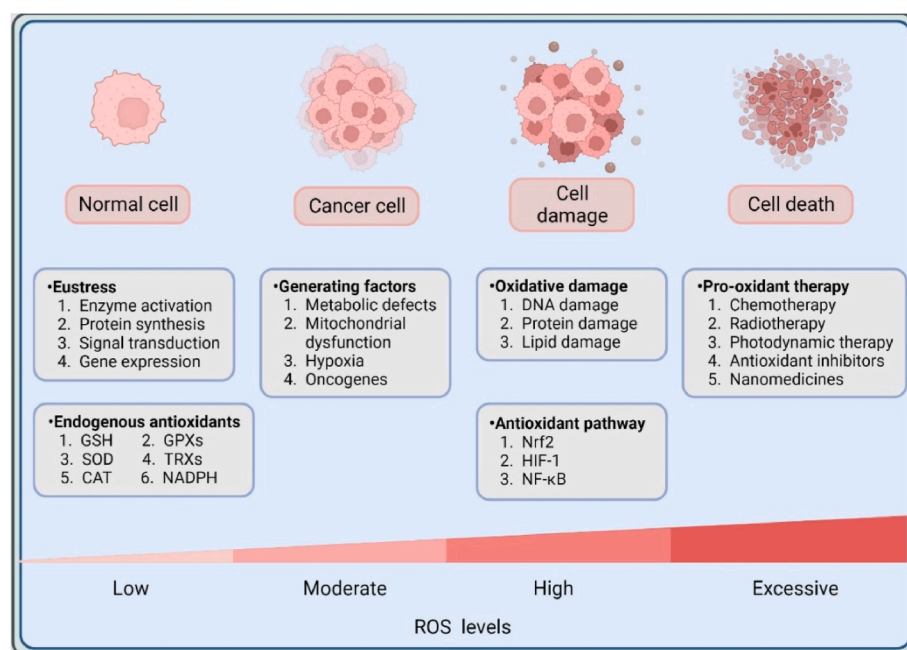 Normal cell
Cancer cell
Cell
damage
Cell death
•Eustress
1. Enzyme activation
2. Protein synthesis
3. Signal transduction
4. Gene expression
•Endogenous antioxidants
1. GSH 2. GPXs
3. SOD 4. TRXs
5. CAT 6. NADPH
•Generating factors
1. Metabolic defects
2. Mitochondrial
dysfunction
3. Hypoxia
4. Oncogenes
•Oxidative damage
1. DNA damage
2. Protein damage
3. Lipid damage
•Antioxidant pathway
1. Nrf2
2. HIF-1
3. NF-κB
•Pro-oxidant therapy
1. Chemotherapy
2. Radiotherapy
3. Photodynamic therapy
4. Antioxidant inhibitors
5. Nanomedicines
Low
Moderate
High
Excessive
ROS levels